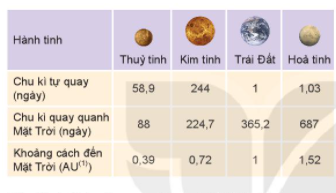 Hành tinh
Thuỷ tinh Kim tinh Trái Đất Hoả tinh
Chu kì tự quay
(ngày) 58,9 244 1 1,03
Chu kì quay quanh
Mặt Trời (ngày) 88 224,7 365,2 687
Khoảng cách đến
Mặt Trời (AU(1)) 0,39 0,72 1 1,52